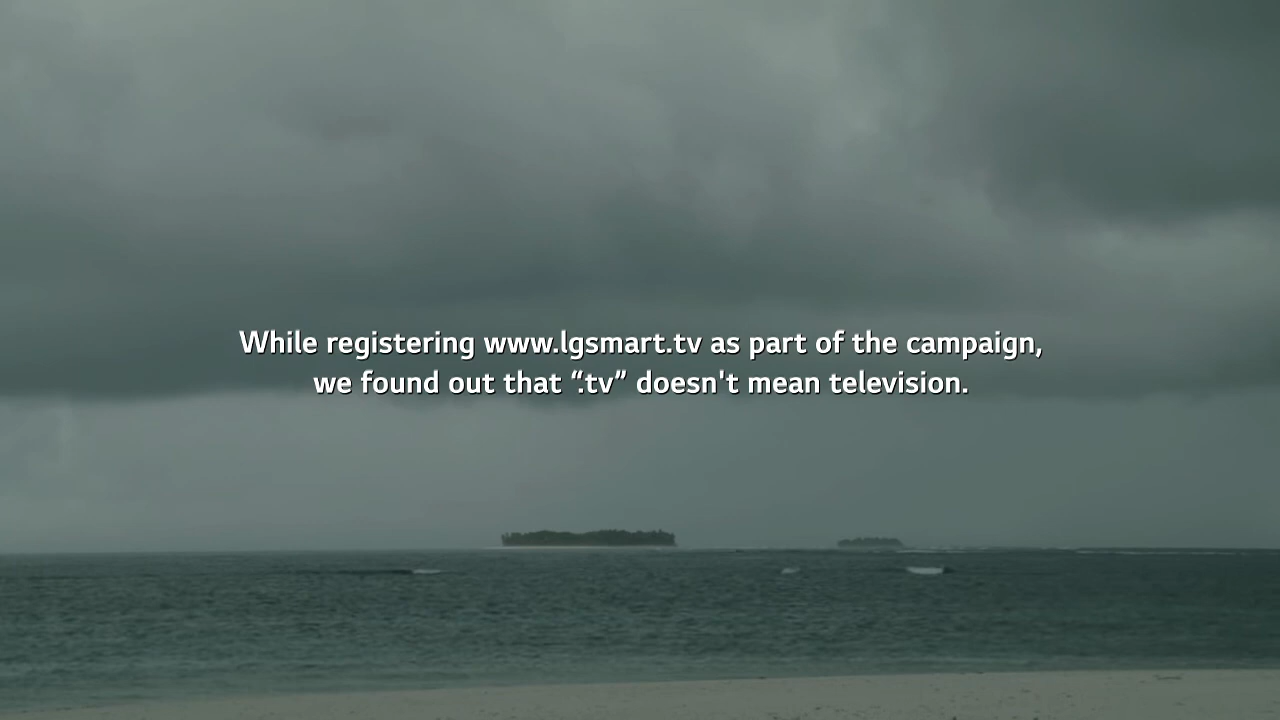 While registering www.lgsmart.tv as part of the campaign,
we found out that “.tv” doesn't mean television.